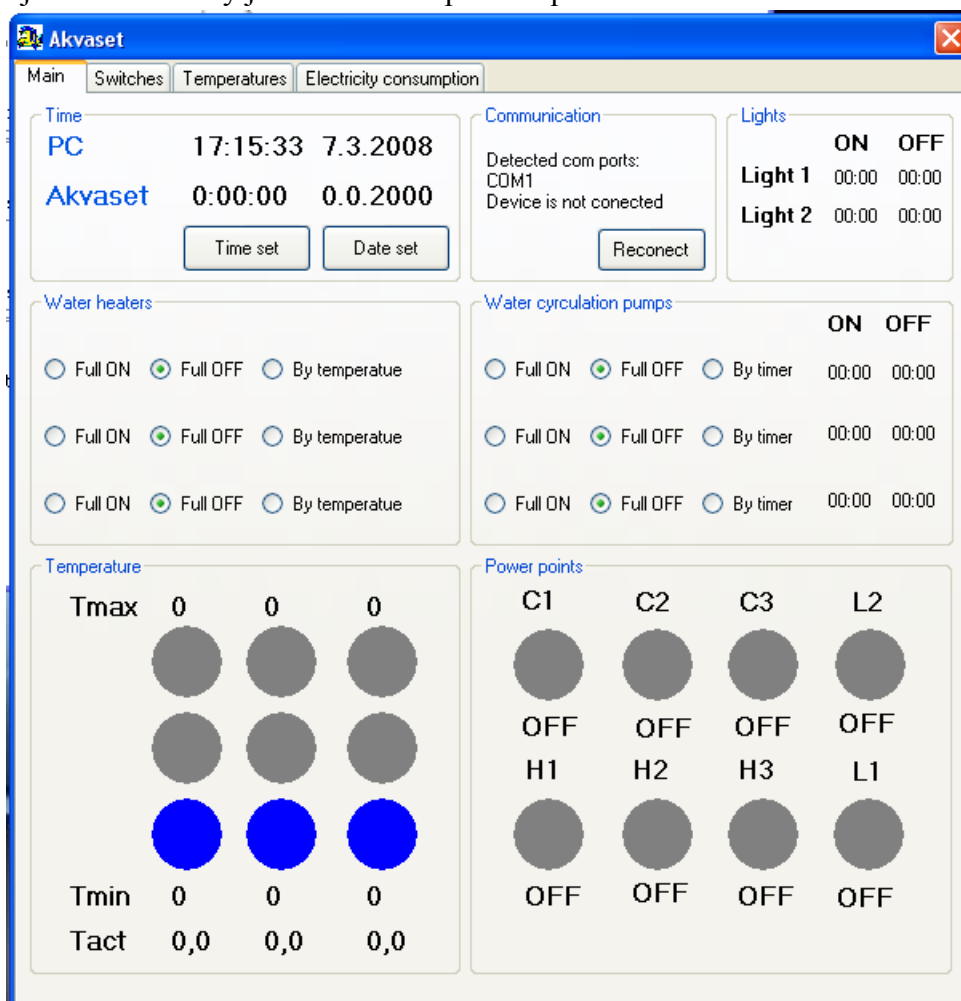 Akvaset
Main Switches Temperatures Electricity consumption
Time
PC 17:15:33 7.3.2008
Akvaset 0:00:00 0.0.2000
Time set Date set
Communication
Detected com ports:
COM1
Device is not conected
Reconect
Lights
ON OFF
Light 1 00:00 00:00
Light 2 00:00 00:00
Water heaters
Full ON Full OFF By temperatue
Full ON Full OFF By temperatue
Full ON Full OFF By temperatue
Water cyrculation pumps
ON OFF
Full ON Full OFF By timer 00:00 00:00
Full ON Full OFF By timer 00:00 00:00
Full ON Full OFF By timer 00:00 00:00
Temperature
Tmax 0 0 0
Tmin 0 0 0
Tact 0,0 0,0 0,0
Power points
C1 C2 C3 L2
OFF OFF OFF OFF
H1 H2 H3 L1
OFF OFF OFF OFF